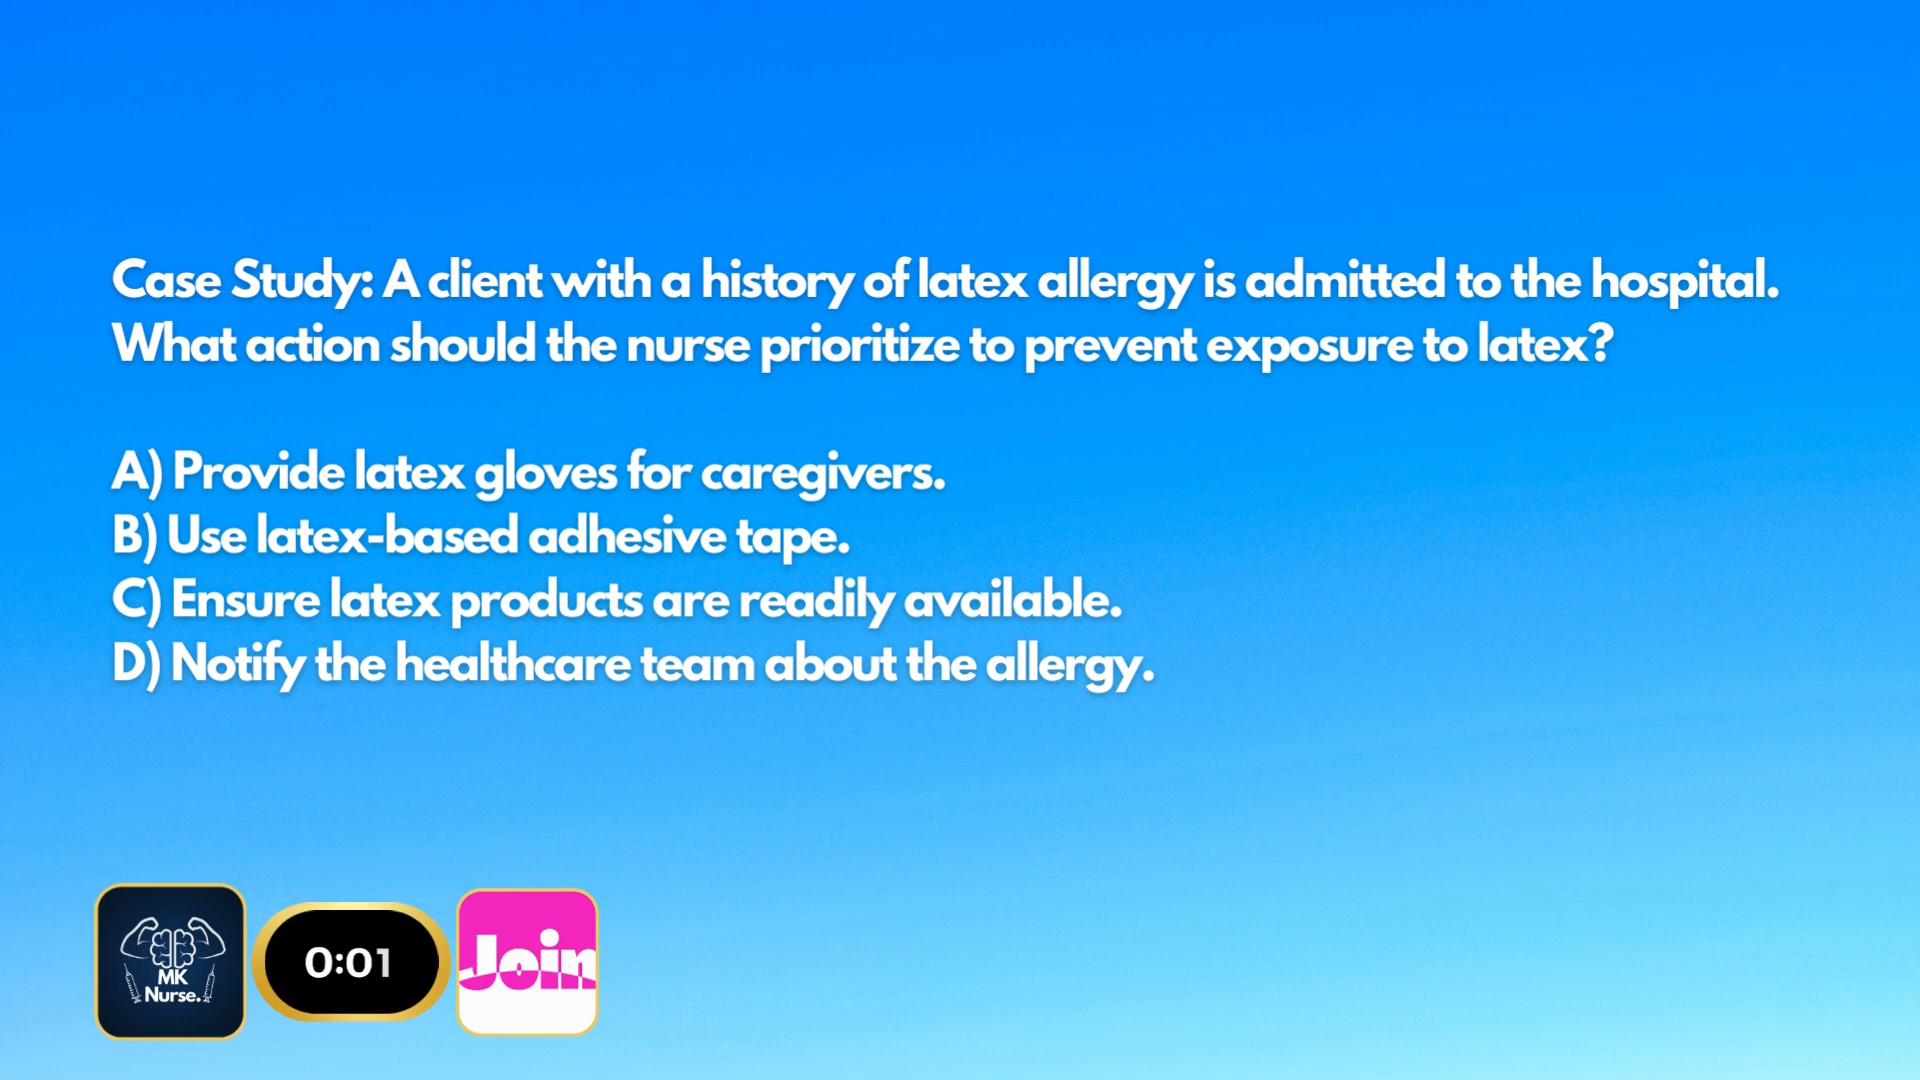 Case Study: A client with a history of latex allergy is admitted to the hospital.
What action should the nurse prioritize to prevent exposure to latex?
A) Provide latex gloves for caregivers.
B) Use latex-based adhesive tape.
C) Ensure latex products are readily available.
D) Notify the healthcare team about the allergy.
MK
Nurse.
0:01
Join